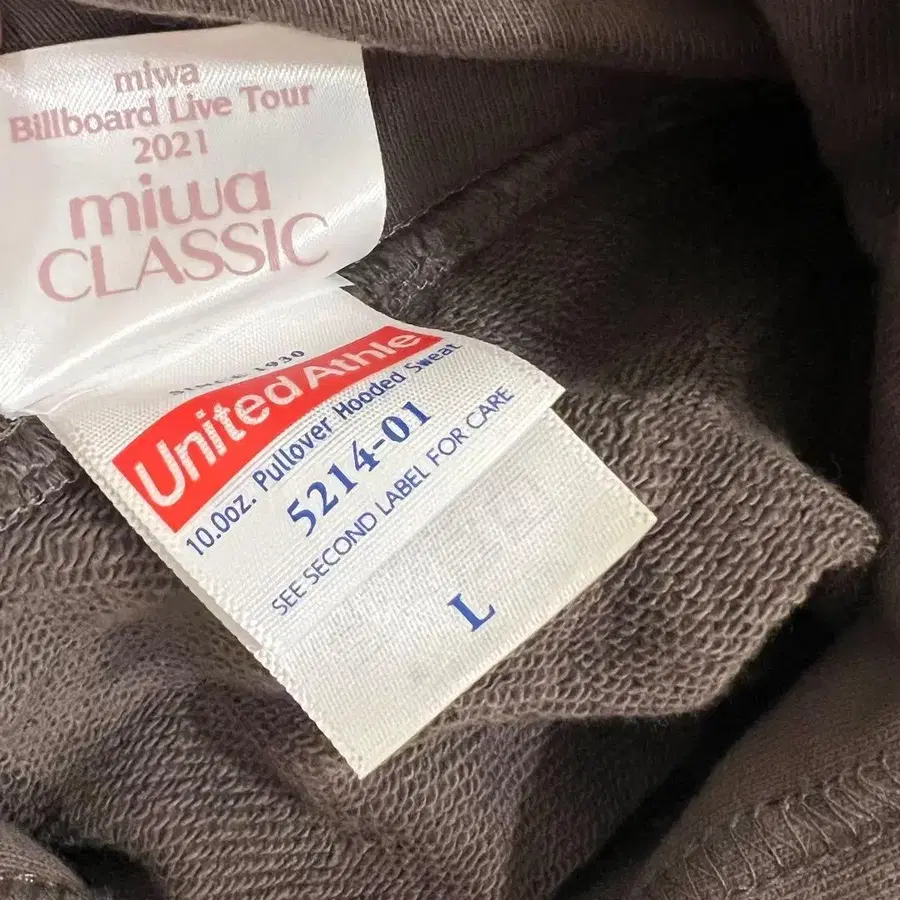 miwa
Billboard Live Tour
2021
miwa
CLASSIC
SINCE 1930
United Athle
10.0oz. Pullover Hooded Sweat
5214-01
SEE SECOND LABEL FOR CARE
L